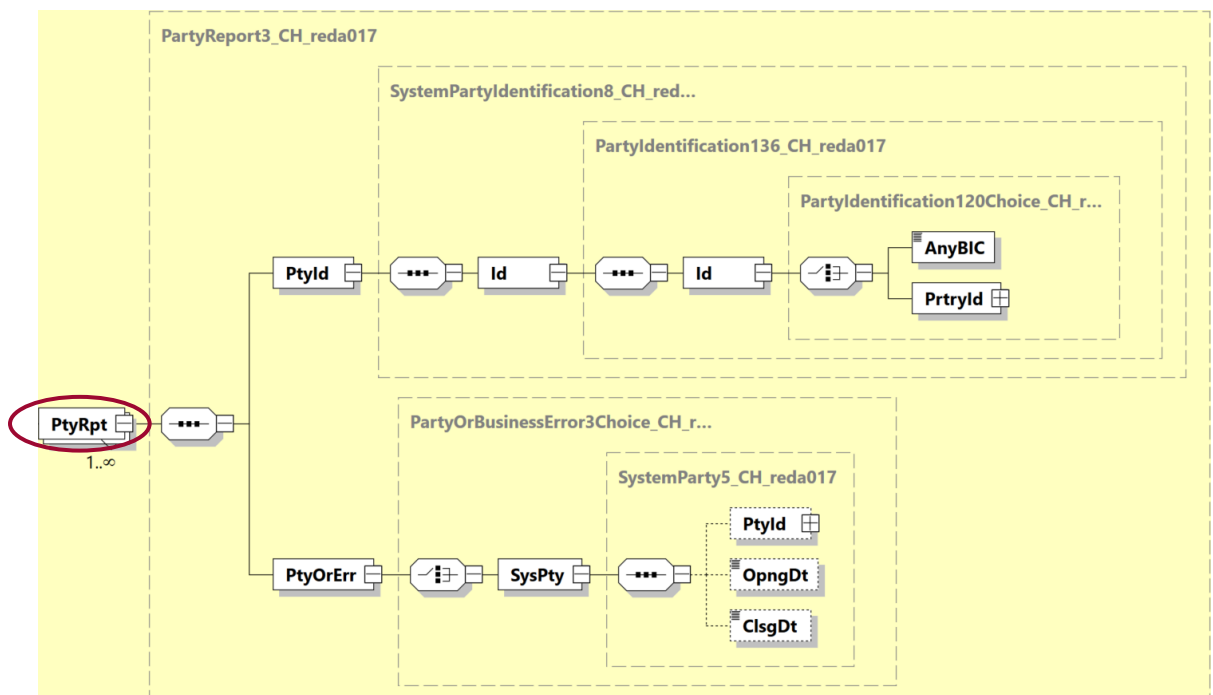 PartyReport3_CH_reda017
SystemPartyIdentification8_CH_red...
PartyIdentification136_CH_reda017
PartyIdentification120Choice_CH_r...
AnyBIC
PtyId
Id
Id
PrtryId
PtyRpt
1..∞
PartyOrBusinessError3Choice_CH_r...
SystemParty5_CH_reda017
PtyId
PtyOrErr
SysPty
OpngDt
ClsgDt